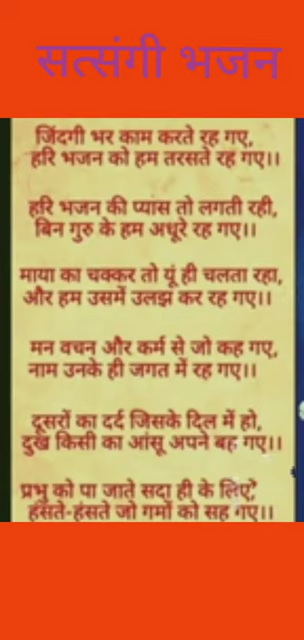 सत्संगी भजन
जिंदगी भर काम करते रह गए,
हरि भजन को हम तरसते रह गए।।
हरि भजन की प्यास तो लगती रही,
बिन गुरु के हम अधूरे रह गए।।
माया का चक्कर तो यूं ही चलता रहा,
और हम उसमें उलझ कर रह गए।।
मन वचन और कर्म से जो कह गए,
नाम उनके ही जगत में रह गए।।
दूसरों का दर्द जिसके दिल में हो,
दुख किसी का आंसू अपने बह गए।।
प्रभु को पा जाते सदा ही के लिए,
हंसते-हंसते जो गमों को सह गए।।